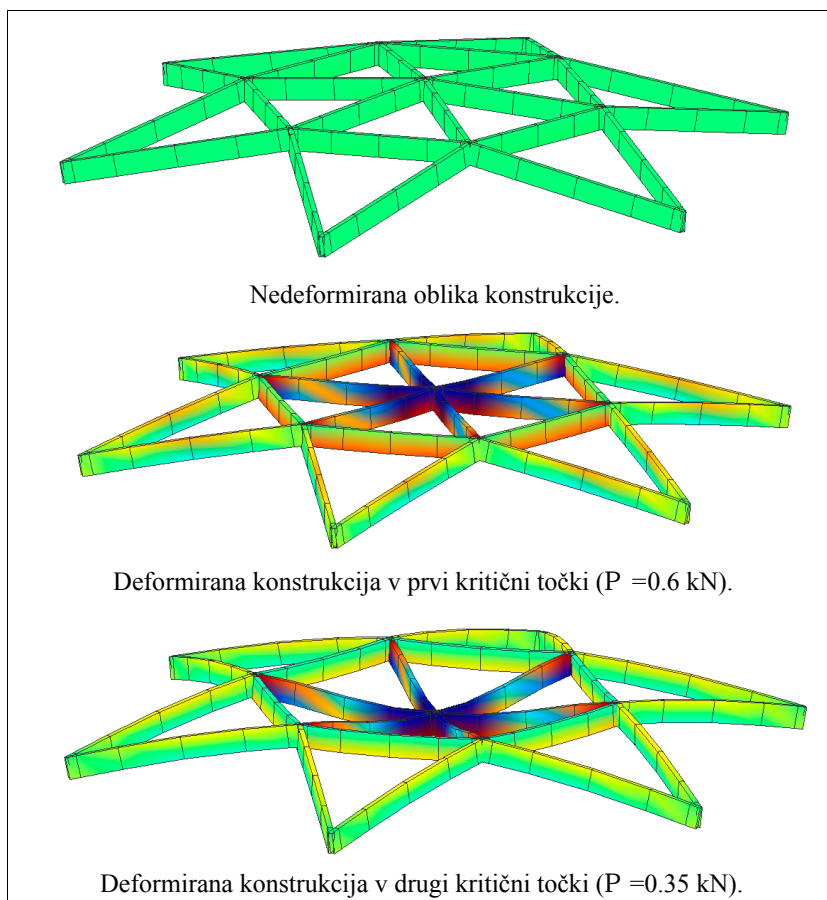 Nedeformirana oblika konstrukcije.
Deformirana konstrukcija v prvi kritični točki (P =0.6 kN).
Deformirana konstrukcija v drugi kritični točki (P =0.35 kN).